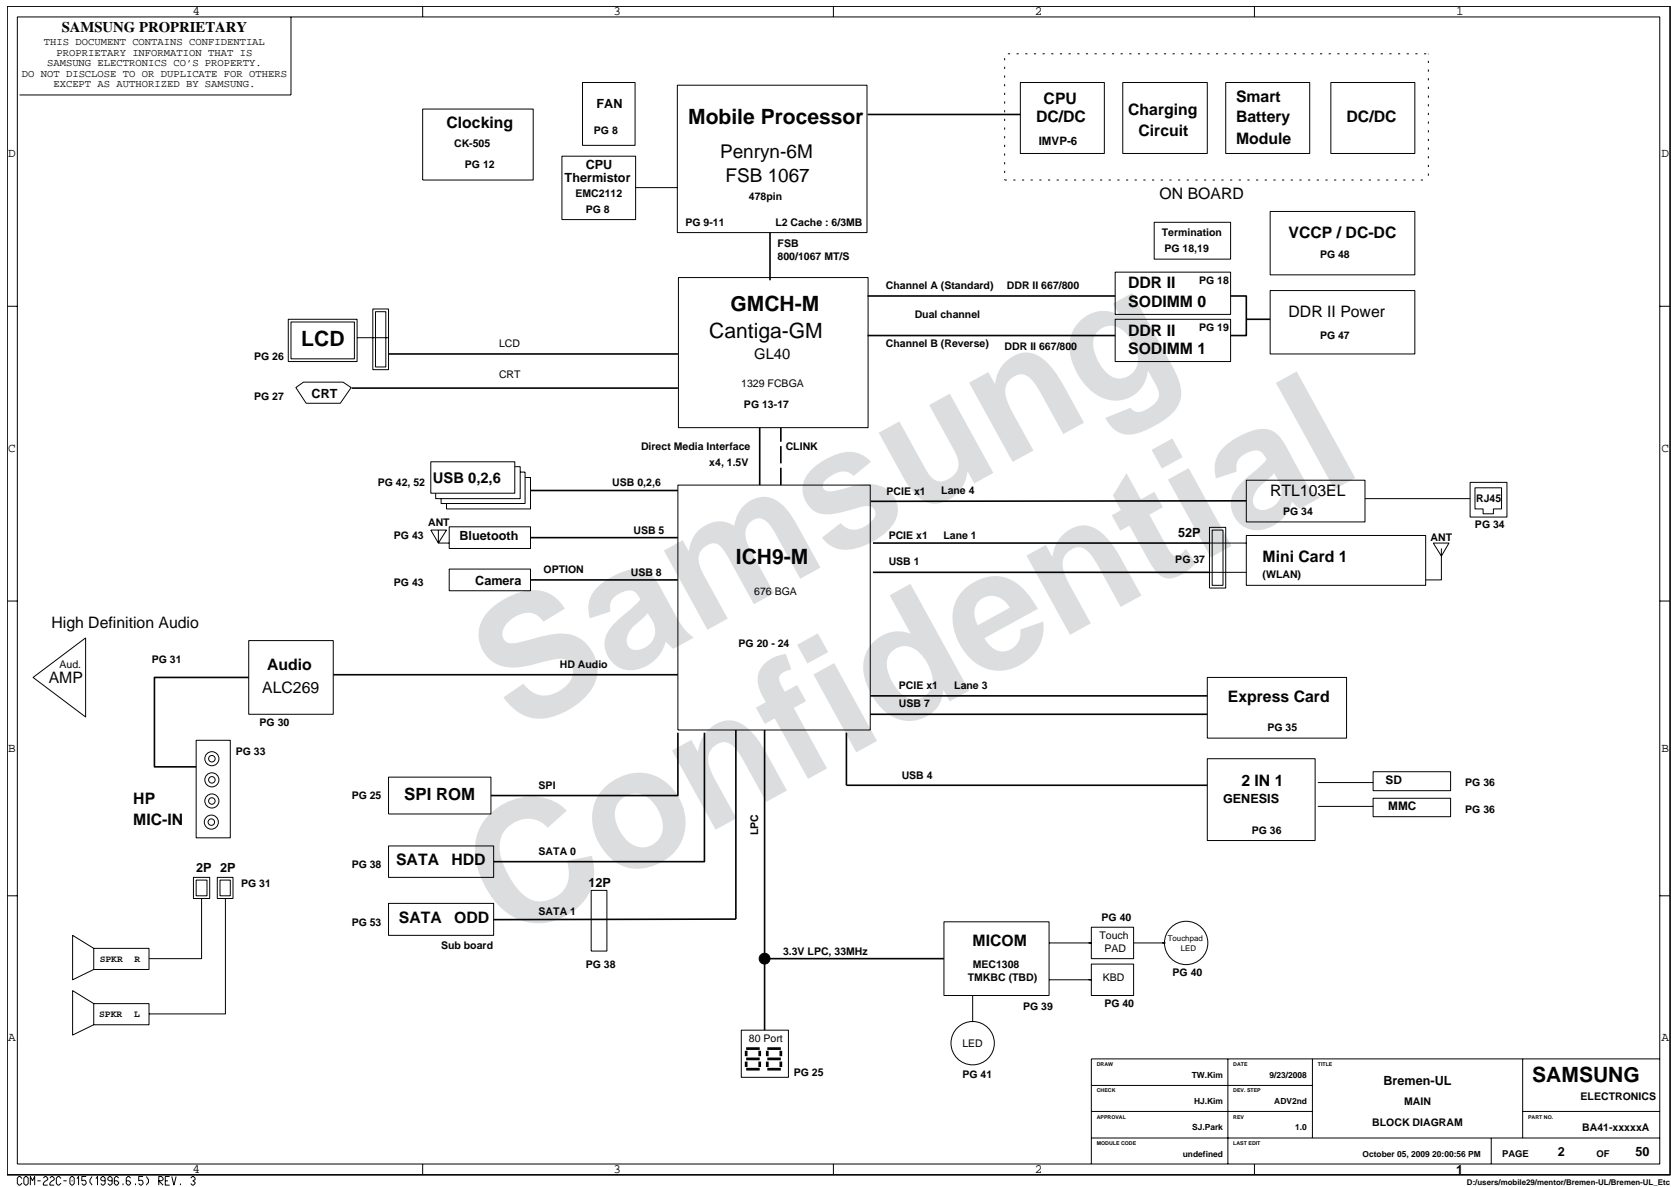 4 3 2 1
SAMSUNG PROPRIETARY
THIS DOCUMENT CONTAINS CONFIDENTIAL
PROPRIETARY INFORMATION THAT IS
SAMSUNG ELECTRONICS CO'S PROPERTY.
DO NOT DISCLOSE TO OR DUPLICATE FOR OTHERS
EXCEPT AS AUTHORIZED BY SAMSUNG.
D
D
Clocking
CK-505
PG 12
FAN
PG 8
CPU
Thermistor
EMC2112
PG 8
Mobile Processor
Penryn-6M
FSB 1067
478pin
PG 9-11
L2 Cache : 6/3MB
CPU
DC/DC
IMVP-6
Charging
Circuit
Smart
Battery
Module
DC/DC
ON BOARD
FSB
800/1067 MT/S
Termination
PG 18,19
VCCP / DC-DC
PG 48
GMCH-M
Cantiga-GM
GL40
1329 FCBGA
PG 13-17
Channel A (Standard)
DDR II 667/800
Dual channel
Channel B (Reverse)
DDR II 667/800
DDR II
PG 18
SODIMM 0
DDR II
PG 19
SODIMM 1
DDR II Power
PG 47
LCD
PG 26
LCD
CRT
PG 27
CRT
C
C
Direct Media Interface
x4, 1.5V
CLINK
PG 42, 52
USB 0,2,6
USB 0,2,6
ANT
PG 43
Bluetooth
USB 5
PG 43
Camera
OPTION
USB 8
ICH9-M
676 BGA
PG 20 - 24
PCIE x1
Lane 4
RTL103EL
PG 34
RJ45
PG 34
PCIE x1
Lane 1
USB 1
52P
PG 37
Mini Card 1
(WLAN)
ANT
High Definition Audio
Aud.
AMP
PG 31
Audio
ALC269
PG 30
HD Audio
PCIE x1
Lane 3
USB 7
Express Card
PG 35
B
B
PG 33
HP
MIC-IN
PG 25
SPI ROM
SPI
LPC
USB 4
2 IN 1
GENESIS
PG 36
SD
PG 36
MMC
PG 36
PG 38
SATA HDD
SATA 0
2P 2P
PG 31
12P
PG 53
SATA ODD
SATA 1
Sub board
PG 38
SPKR R
SPKR L
3.3V LPC, 33MHz
MICOM
MEC1308
TMKBC (TBD)
PG 39
PG 40
Touch
PAD
Touchpad
LED
PG 40
KBD
PG 40
LED
PG 41
80 Port
88
PG 25
A
A
Samsung
Confidential
DRAW
TW.Kim
DATE
9/23/2008
TITLE
Bremen-UL
MAIN
BLOCK DIAGRAM
SAMSUNG
ELECTRONICS
CHECK
HJ.Kim
DEV. STEP
ADV2nd
APPROVAL
SJ.Park
REV
1.0
PART NO.
BA41-xxxxxA
MODULE CODE
undefined
LAST EDIT
October 05, 2009 20:00:56 PM
PAGE 2 OF 50
4 3 2 1
COM-22C-015(1996.6.5) REV. 3
D:/users/mobile29/mentor/Bremen-UL/Bremen-UL_Etc